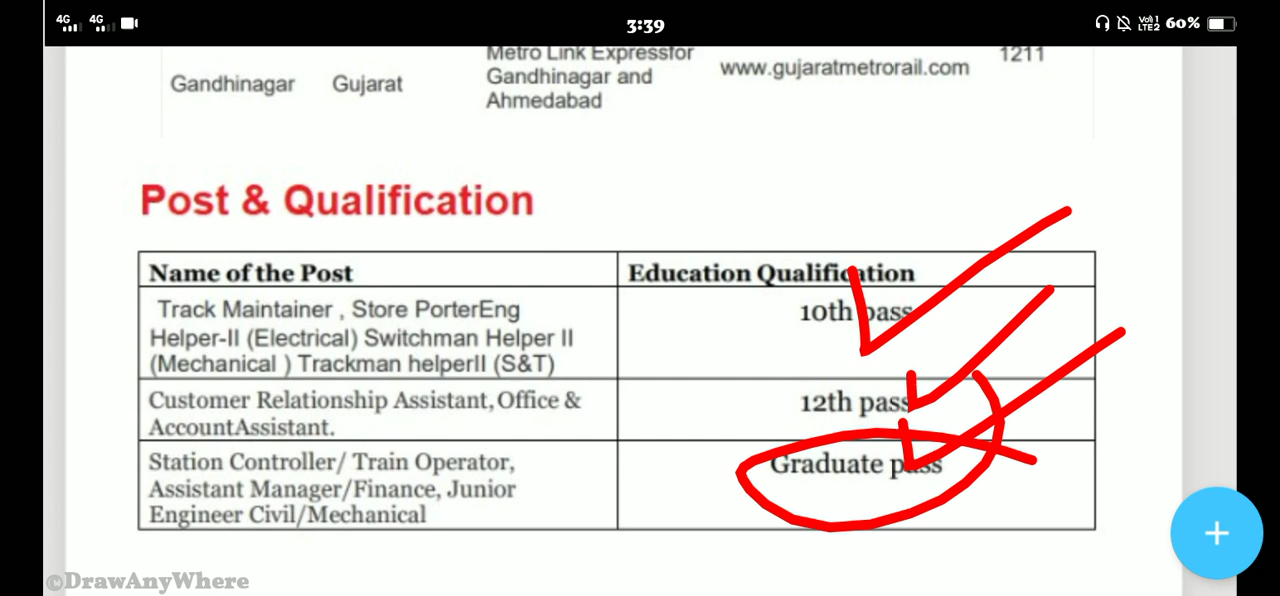 4G 4G 3:39 Vo))1 LTE2 60%
Metro Link Expressfor 1211
Gandhinagar Gujarat Gandhinagar and www.gujaratmetrorail.com
Ahmedabad
Post & Qualification
Name of the Post Education Qualification
Track Maintainer , Store PorterEng 10th pass
Helper-II (Electrical) Switchman Helper II
(Mechanical ) Trackman helperII (S&T)
Customer Relationship Assistant, Office & 12th pass
AccountAssistant.
Station Controller/ Train Operator, Graduate pass
Assistant Manager/Finance, Junior
Engineer Civil/Mechanical
©DrawAnyWhere